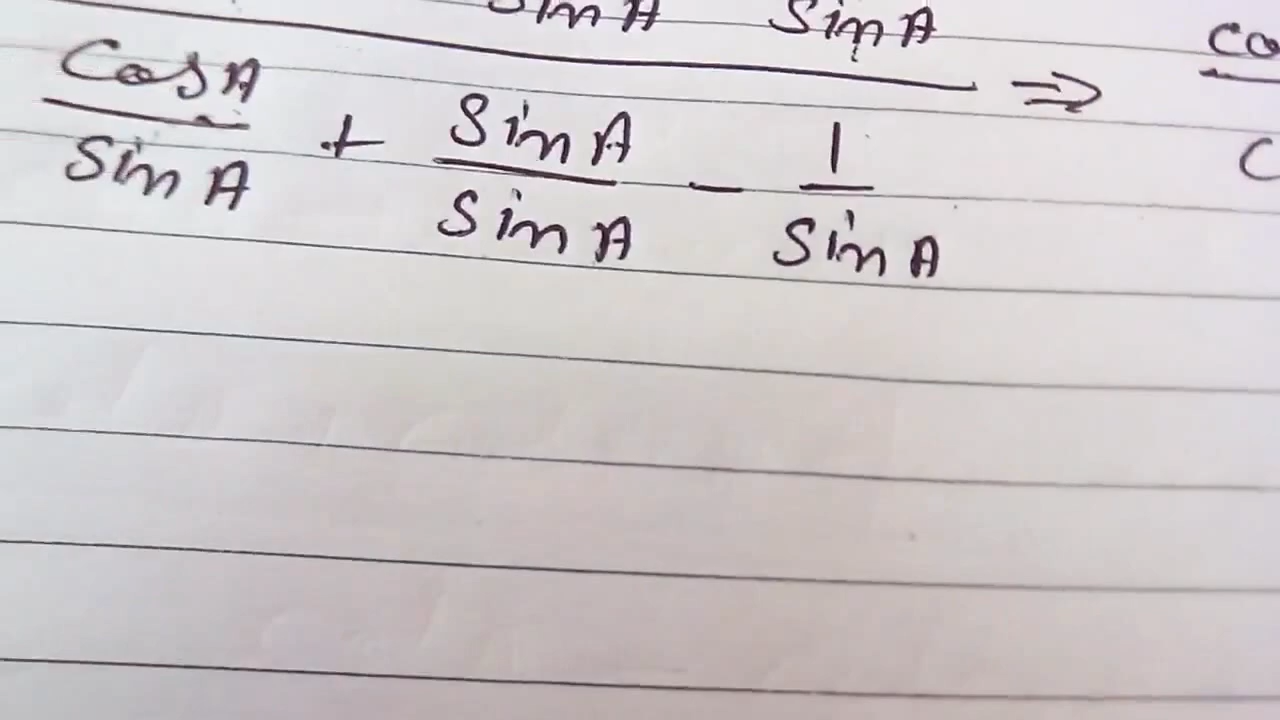 Sin A Sin A
Cos A / Sin A + Sin A / Sin A - 1 / Sin A ⇒